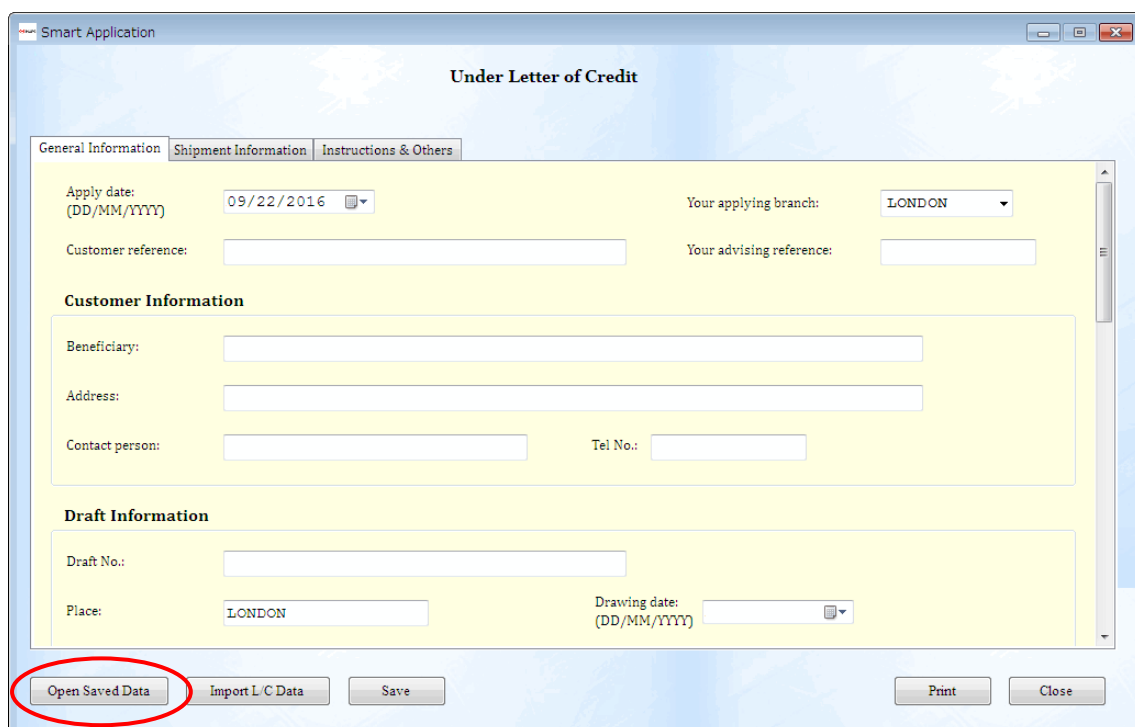 Smart Application
Under Letter of Credit
General Information Shipment Information Instructions & Others
Apply date:
(DD/MM/YYYY)
09/22/2016
Your applying branch:
LONDON
Customer reference:
Your advising reference:
Customer Information
Beneficiary:
Address:
Contact person:
Tel No.:
Draft Information
Draft No.:
Place:
LONDON
Drawing date:
(DD/MM/YYYY)
Open Saved Data Import L/C Data Save Print Close